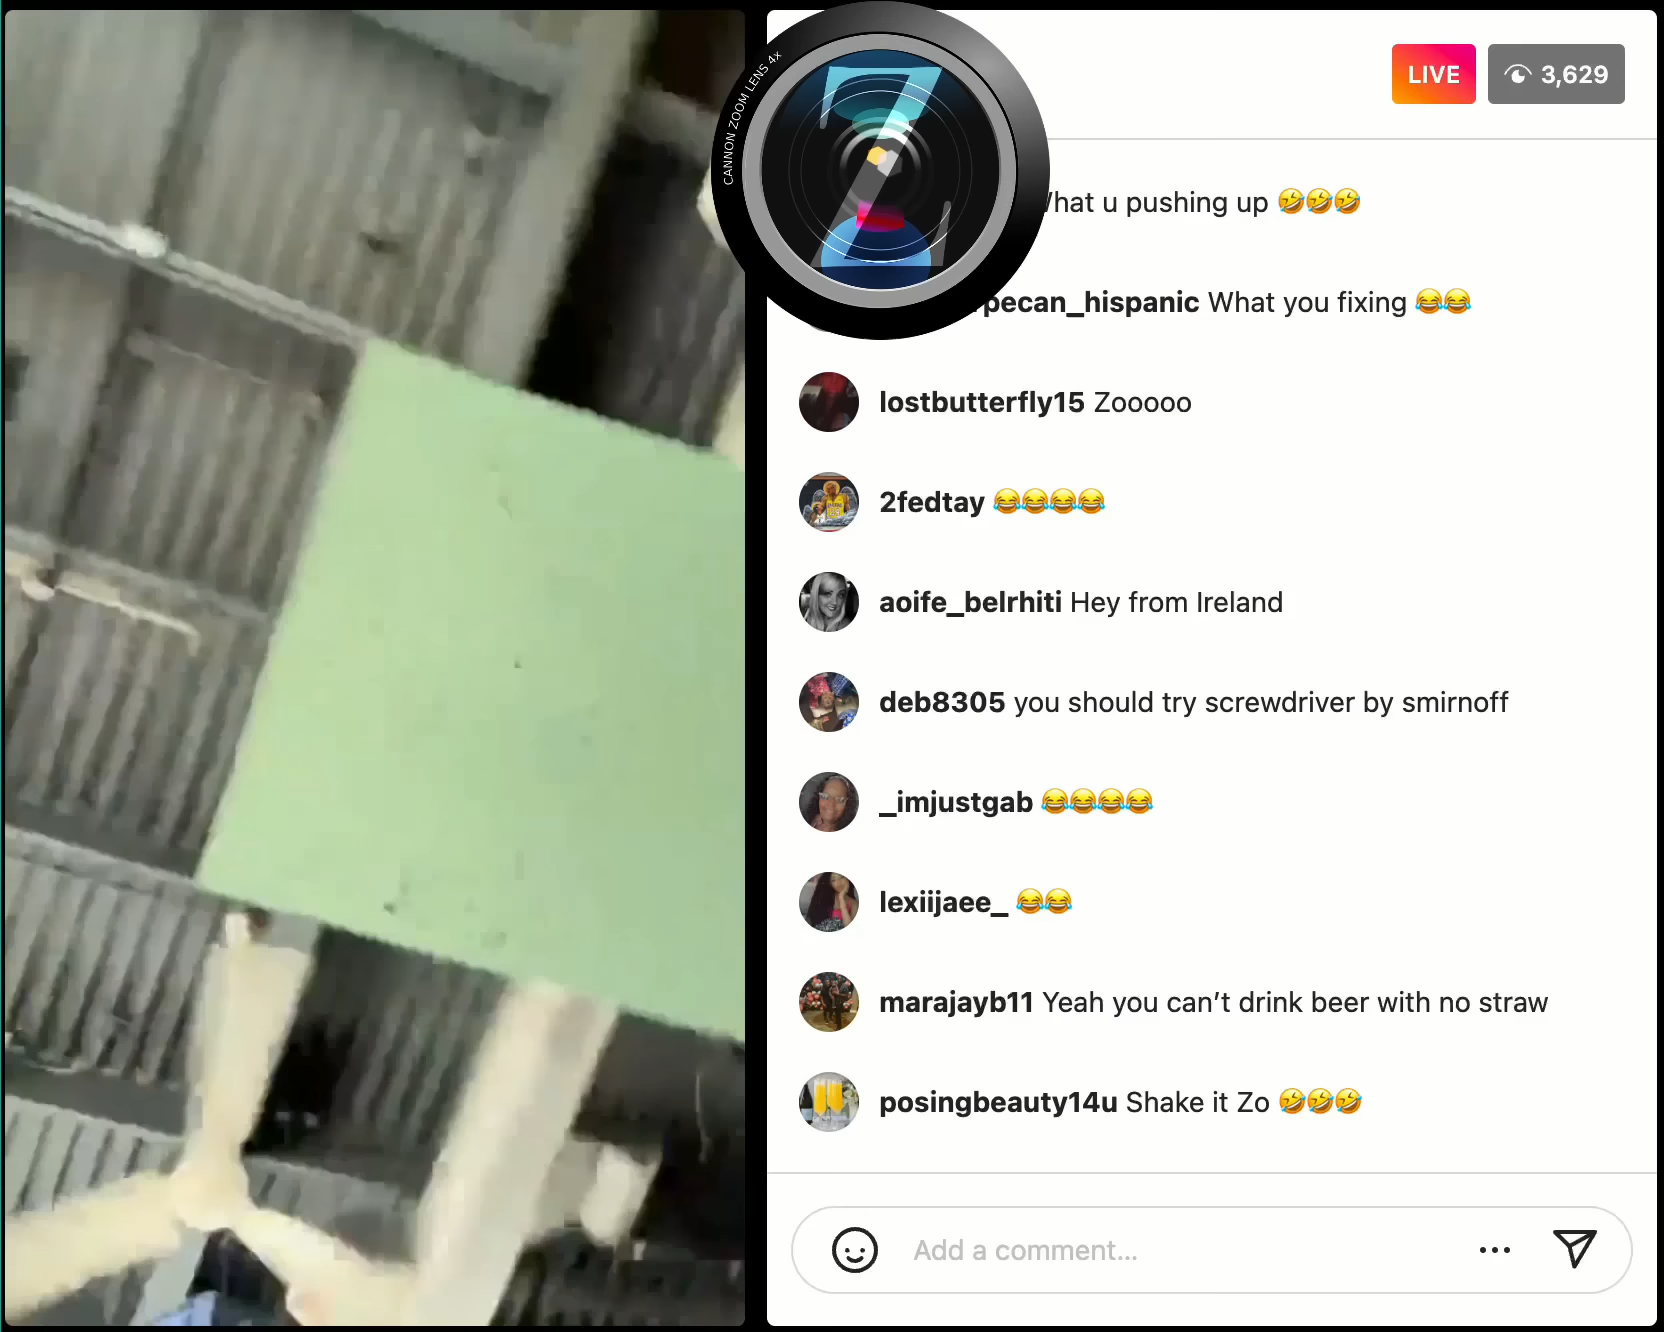 CANNON ZOOM LENS 4x
Z
LIVE 3,629
hat u pushing up 🤣🤣🤣
pecan_hispanic What you fixing 😂😂
lostbutterfly15 Zooooo
2fedtay 😂😂😂😂
aoife_belrhiti Hey from Ireland
deb8305 you should try screwdriver by smirnoff
_imjustgab 😂😂😂😂
lexiijaee_ 😂😂
marajayb11 Yeah you can’t drink beer with no straw
posingbeauty14u Shake it Zo 🤣🤣🤣
Add a comment...